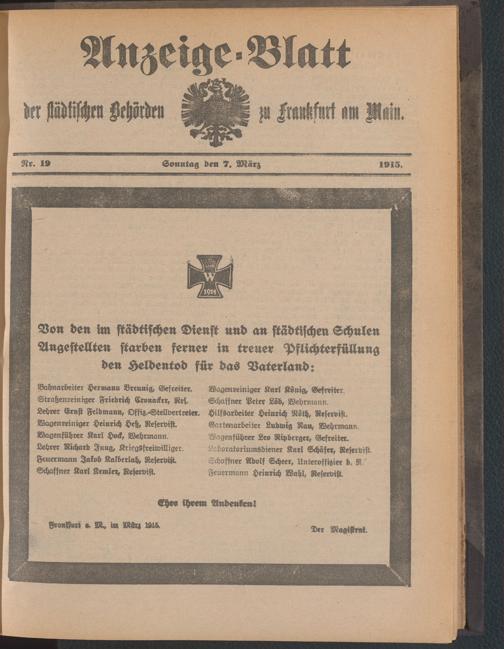 Anzeige-Blatt
der städtischen Behörden zu Frankfurt am Main.
Nr. 19 Sonntag den 7. März 1915.
W
1914
Von den im städtischen Dienst und an städtischen Schulen
Angestellten starben ferner in treuer Pflichterfüllung
den Heldentod für das Vaterland:
Bahnarbeiter Hermann Breunig, Gefreiter.
Straßenreiniger Friedrich Cronauer, Krf.
Lehrer Ernst Feldmann, Offiz.-Stellvertreter.
Wagenreiniger Heinrich Heß, Reservist.
Wagenführer Karl Hock, Wehrmann.
Lehrer Richard Jung, Kriegsfreiwilliger.
Feuermann Jakob Kalberlah, Reservist.
Schaffner Karl Kemler, Reservist.
Wagenreiniger Karl König, Gefreiter.
Schaffner Peter Löb, Wehrmann.
Hilfsarbeiter Heinrich Nöth, Reservist.
Gartenarbeiter Ludwig Rau, Wehrmann.
Wagenführer Leo Ripberger, Gefreiter.
Laboratoriumsdiener Karl Schäfer, Reservist.
Schaffner Adolf Scheer, Unteroffizier d. R.
Feuermann Heinrich Wahl, Reservist.
Ehre ihrem Andenken!
Frankfurt a. M., im März 1915.
Der Magistrat.